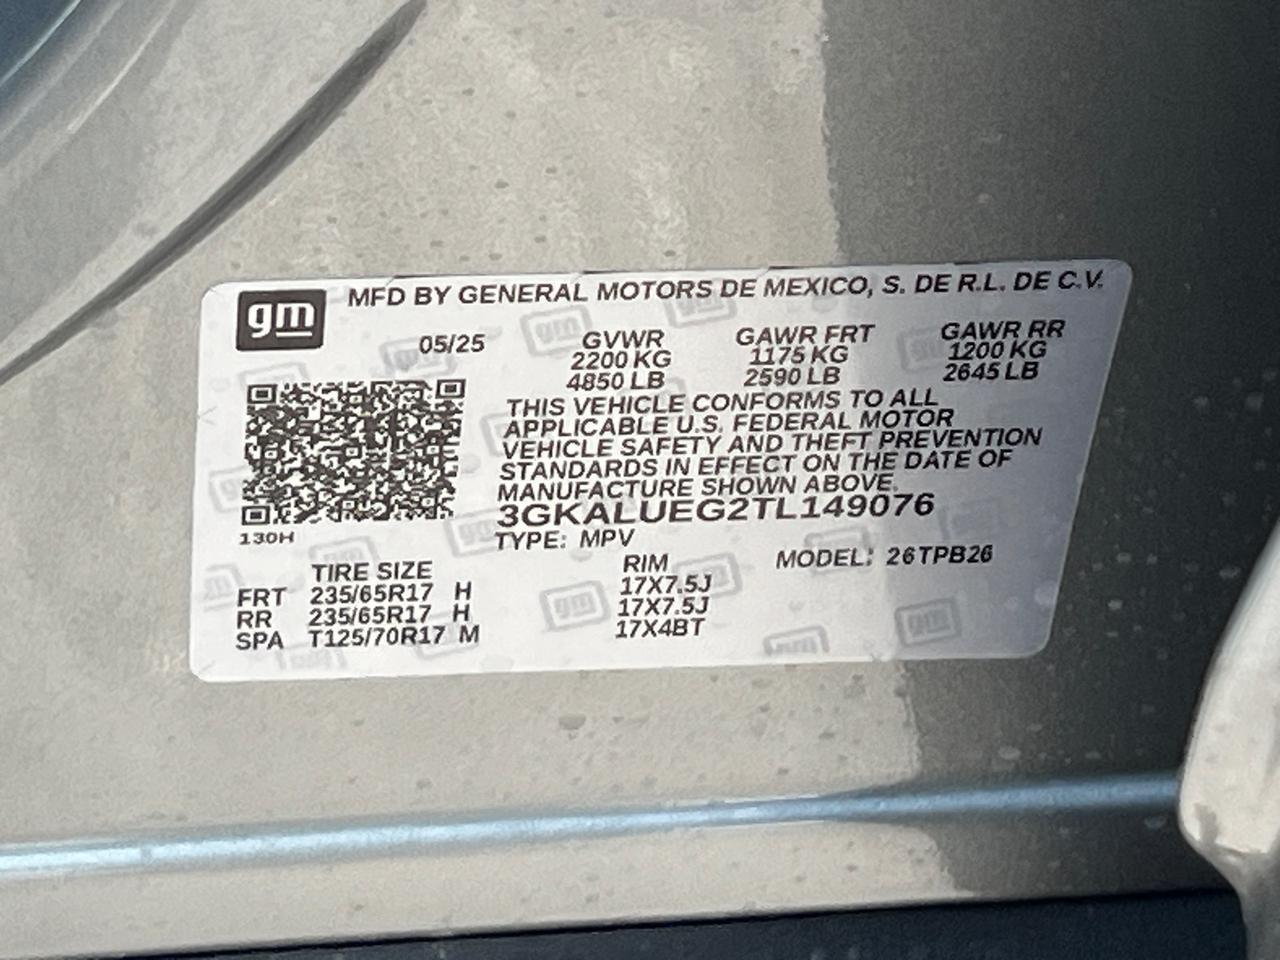 gm MFD BY GENERAL MOTORS DE MEXICO, S. DE R.L. DE C.V.
05/25 GVWR GAWR FRT GAWR RR
2200 KG 1175 KG 1200 KG
4850 LB 2590 LB 2645 LB
THIS VEHICLE CONFORMS TO ALL
APPLICABLE U.S. FEDERAL MOTOR
VEHICLE SAFETY AND THEFT PREVENTION
STANDARDS IN EFFECT ON THE DATE OF
MANUFACTURE SHOWN ABOVE.
3GKALUEG2TL149076
130H
TYPE: MPV MODEL: 26TPB26
TIRE SIZE RIM
FRT 235/65R17 H 17X7.5J
RR 235/65R17 H 17X7.5J
SPA T125/70R17 M 17X4BT